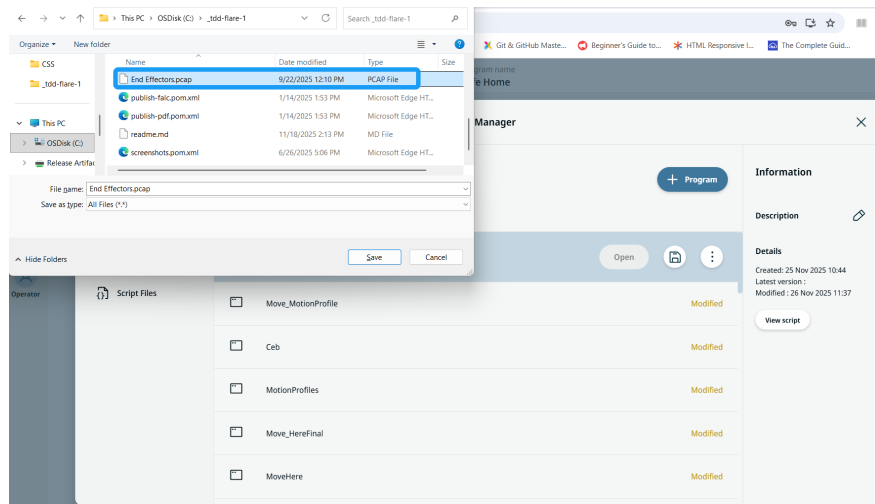 This PC > OSDisk (C:) > _tdd-flare-1
Search _tdd-flare-1
Organize
New folder
Name
Date modified
Type
Size
CSS
_tdd-flare-1
This PC
OSDisk (C:)
Release Artifac
End Effectors.pcap 9/22/2025 12:10 PM PCAP File
publish-falc.pom.xml 1/14/2025 1:53 PM Microsoft Edge HT...
publish-pdf.pom.xml 1/14/2025 1:53 PM Microsoft Edge HT...
readme.md 11/18/2025 2:13 PM MD File
screenshots.pom.xml 6/26/2025 5:06 PM Microsoft Edge HT...
File name: End Effectors.pcap
Save as type: All Files (*.*)
Hide Folders
Save
Cancel
Git & GitHub Maste...
Beginner's Guide to...
HTML Responsive I...
The Complete Guid...
gram name
e Home
Manager
+ Program
Open
Operator
Script Files
Move_MotionProfile Modified
Ceb Modified
MotionProfiles Modified
Move_HereFinal Modified
MoveHere Modified
Information
Description
Details
Created: 25 Nov 2025 10:44
Latest version :
Modified : 26 Nov 2025 11:37
View script